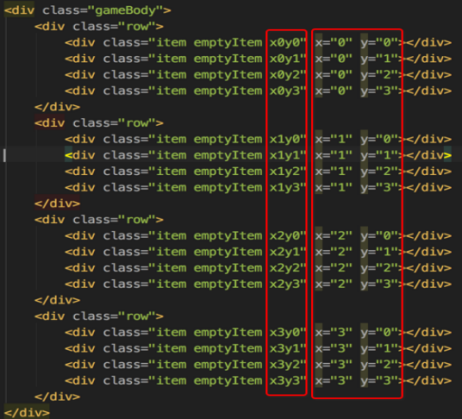 <div class="gameBody">
<div class="row">
<div class="item emptyItem x0y0" x="0" y="0"></div>
<div class="item emptyItem x0y1" x="0" y="1"></div>
<div class="item emptyItem x0y2" x="0" y="2"></div>
<div class="item emptyItem x0y3" x="0" y="3"></div>
</div>
<div class="row">
<div class="item emptyItem x1y0" x="1" y="0"></div>
<div class="item emptyItem x1y1" x="1" y="1"></div>
<div class="item emptyItem x1y2" x="1" y="2"></div>
<div class="item emptyItem x1y3" x="1" y="3"></div>
</div>
<div class="row">
<div class="item emptyItem x2y0" x="2" y="0"></div>
<div class="item emptyItem x2y1" x="2" y="1"></div>
<div class="item emptyItem x2y2" x="2" y="2"></div>
<div class="item emptyItem x2y3" x="2" y="3"></div>
</div>
<div class="row">
<div class="item emptyItem x3y0" x="3" y="0"></div>
<div class="item emptyItem x3y1" x="3" y="1"></div>
<div class="item emptyItem x3y2" x="3" y="2"></div>
<div class="item emptyItem x3y3" x="3" y="3"></div>
</div>
</div>